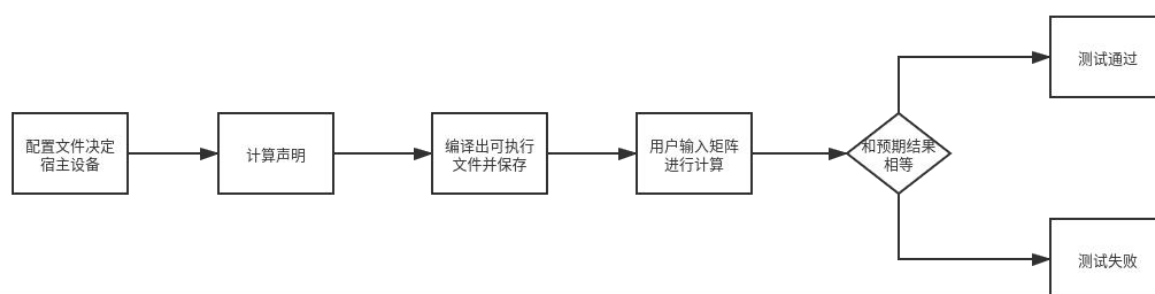 配置文件决定
宿主设备
计算声明
编译出可执行
文件并保存
用户输入矩阵
进行计算
和预期结果
相等
测试通过
测试失败